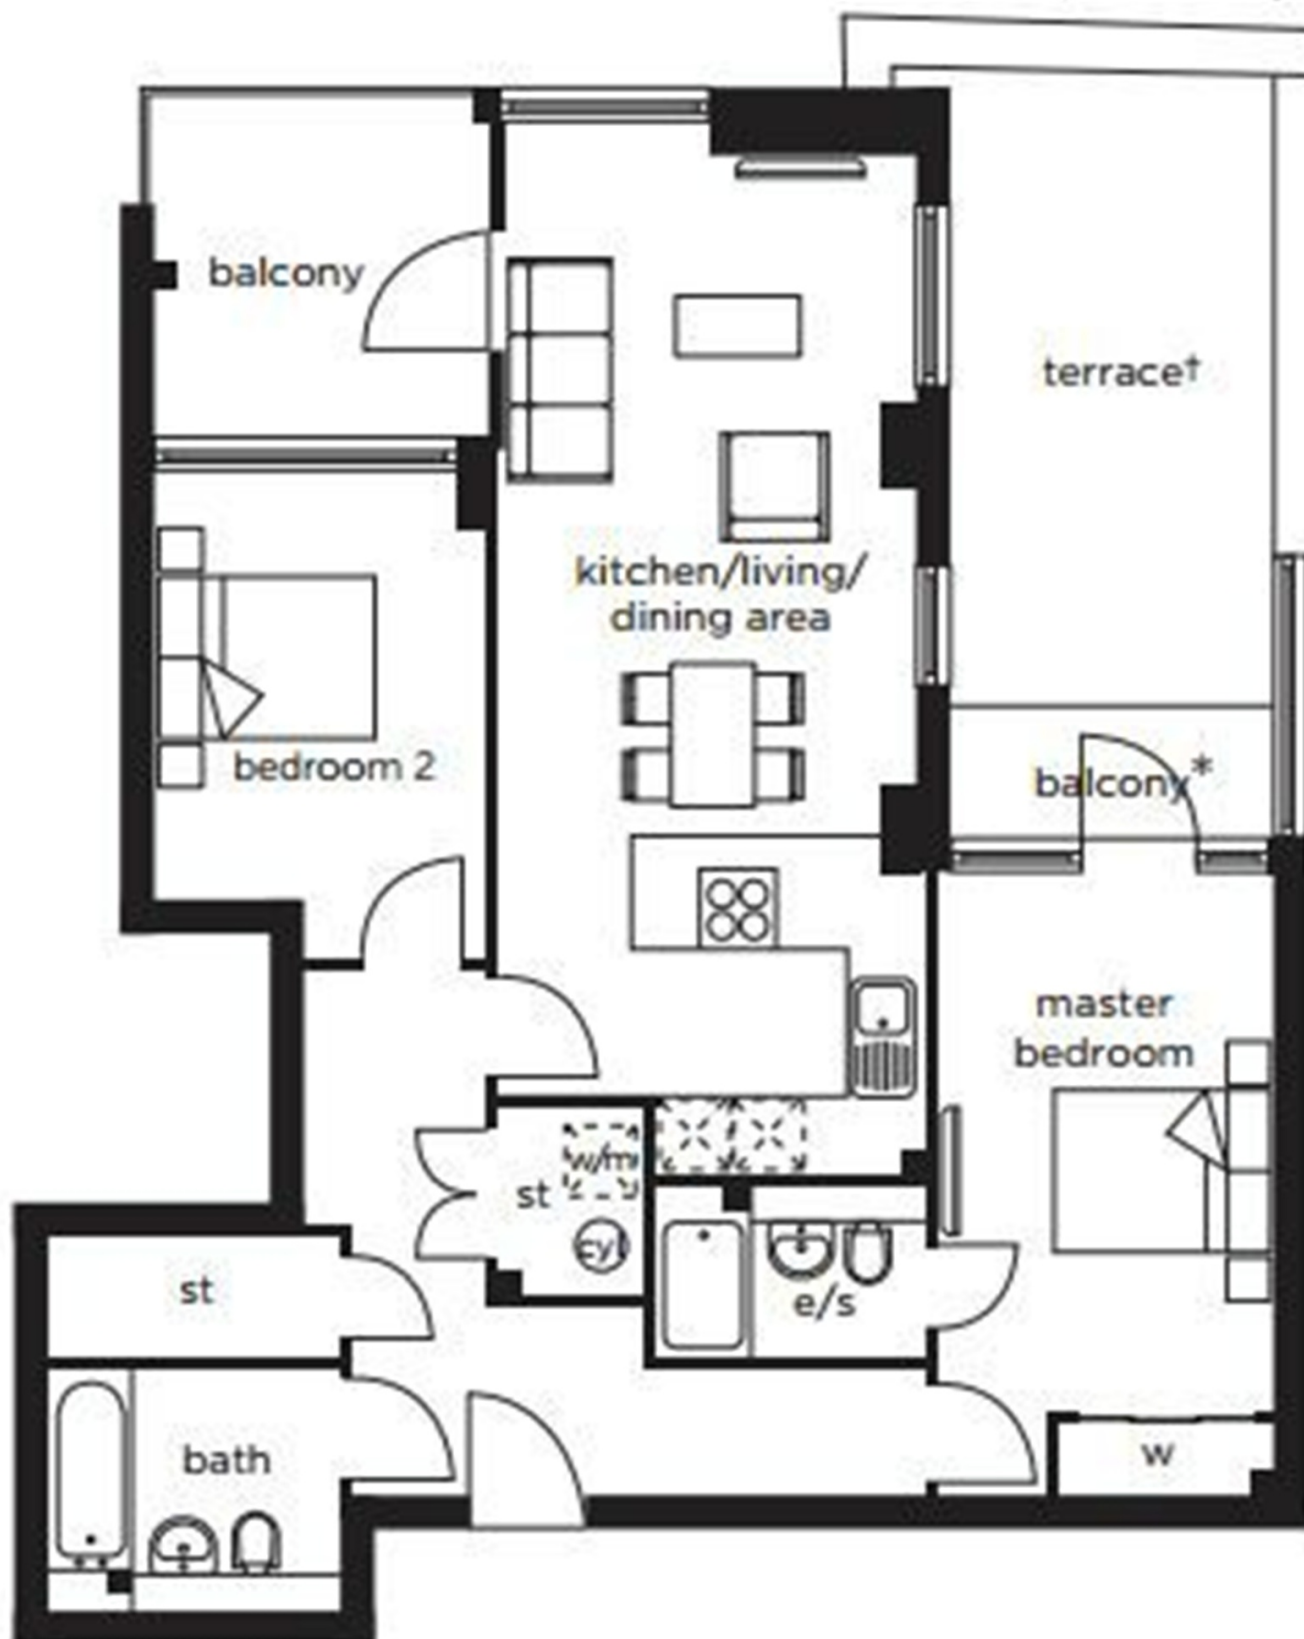 balcony
terrace†
kitchen/living/
dining area
bedroom 2
balcony*
master
bedroom
w/m
st
cyl
st
e/s
bath
w